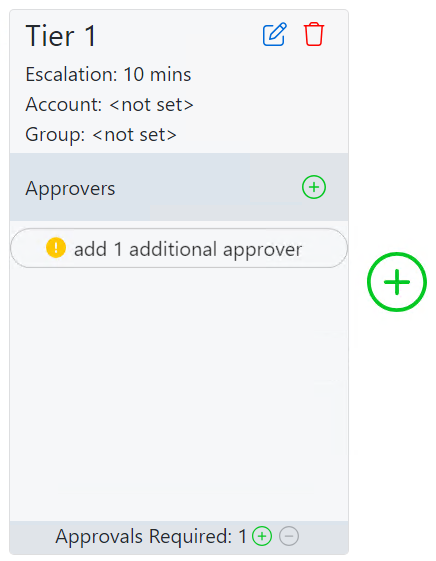 Tier 1
Escalation: 10 mins
Account: <not set>
Group: <not set>
Approvers
add 1 additional approver
Approvals Required: 1